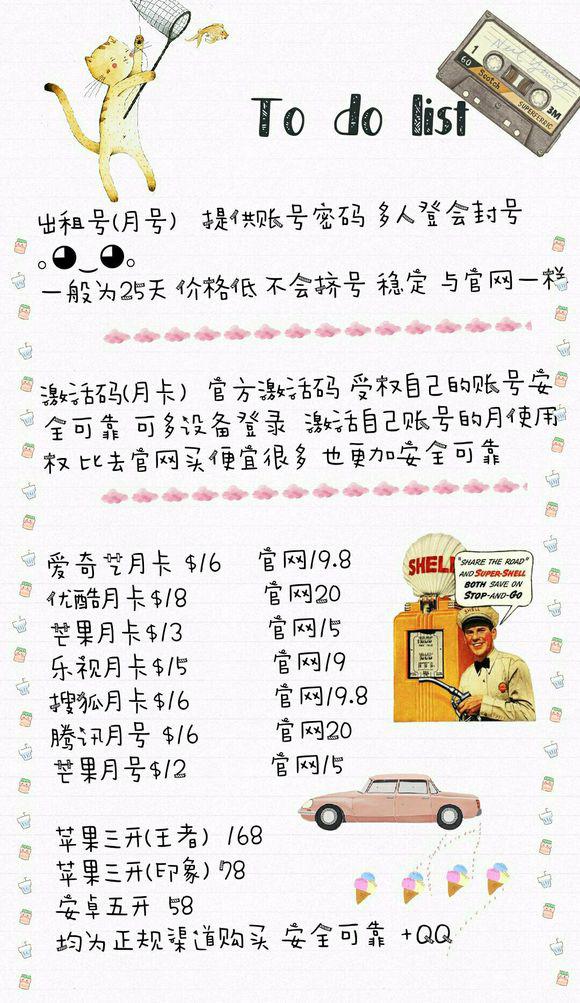 To do list
1
60
Scotch
SUPERFERRIC
3M
出租号(月号) 提供账号密码 多人登会封号
一般为25天 价格低 不会挤号 稳定 与官网一样
激活码(月卡) 官方激活码 受权自己的账号安
全可靠 可多设备登录 激活自己账号的月使用
权 比去官网买便宜很多 也更加安全可靠
爱奇艺月卡 $16 官网19.8
优酷月卡$18 官网20
芒果月卡$13 官网15
乐视月卡$15 官网19
搜狐月卡$16 官网19.8
腾讯月号 $16 官网20
芒果月号$12 官网15
SHELL
"SHARE THE ROAD"
AND SUPER-SHELL
BOTH SAVE ON
STOP-AND-GO
SHELL
苹果三开(王者) 168
苹果三开(印象) 78
安卓五开 58
均为正规渠道购买 安全可靠 +QQ